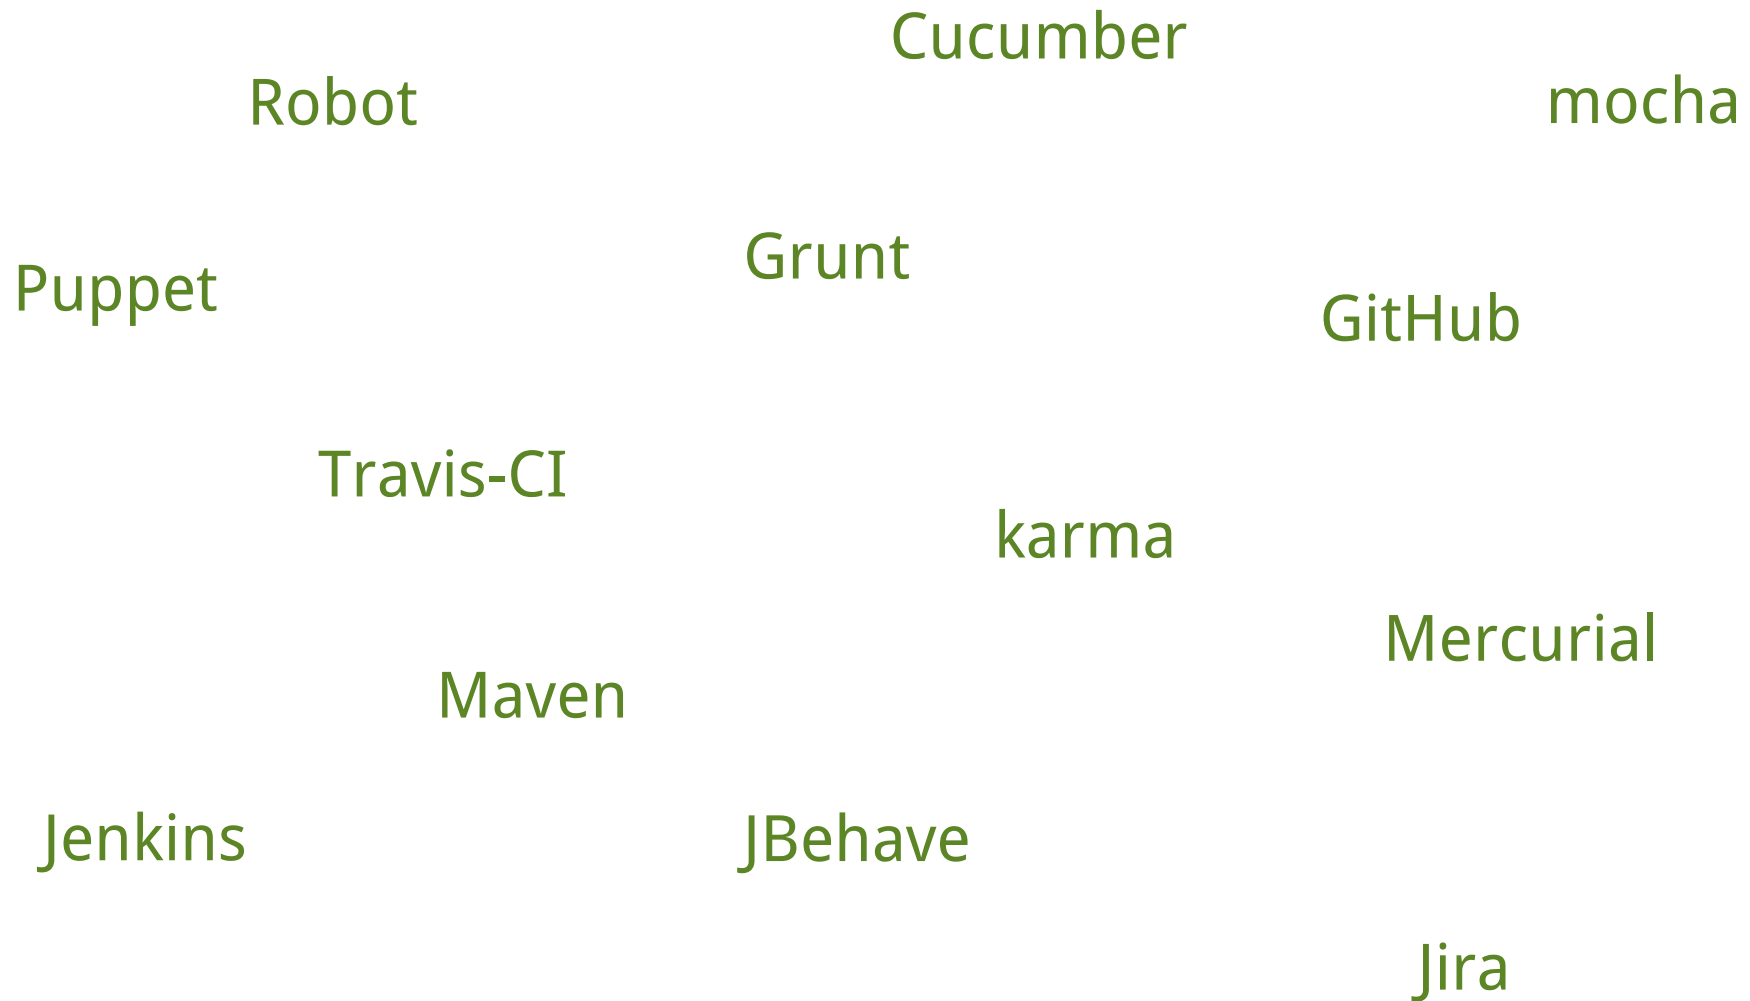 Cucumber
Robot
mocha
Grunt
Puppet
GitHub
Travis-CI
karma
Mercurial
Maven
Jenkins
JBehave
Jira